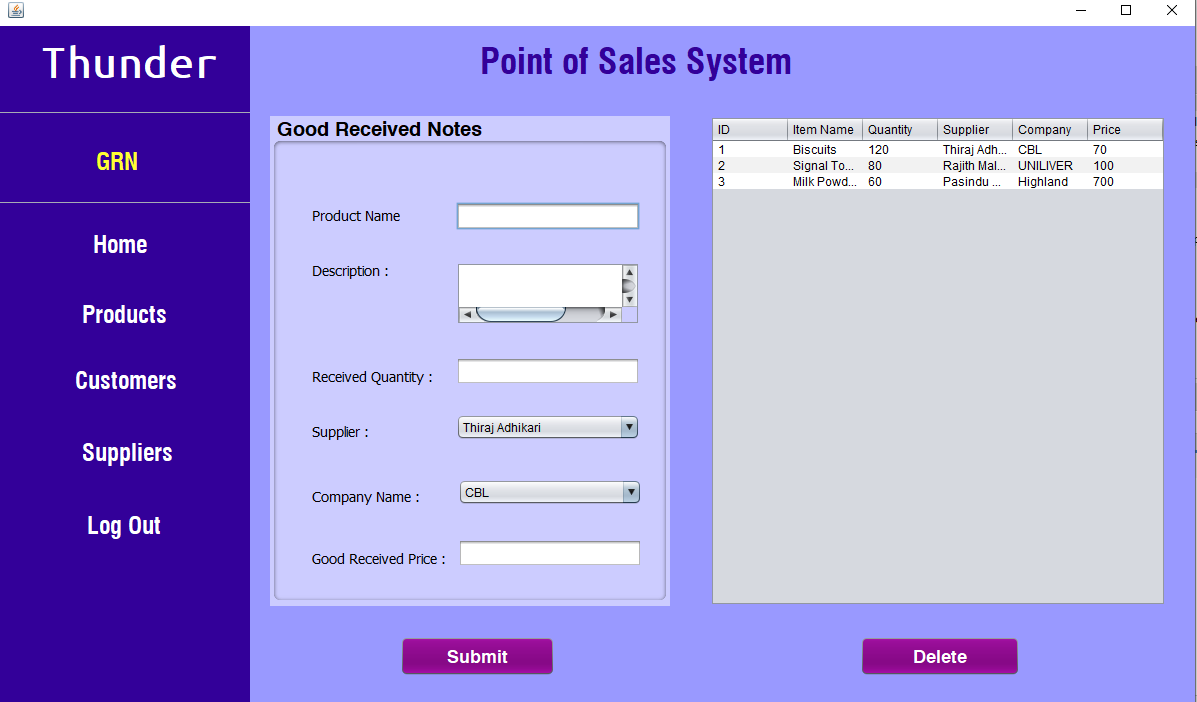 Thunder
Point of Sales System
GRN
Home
Products
Customers
Suppliers
Log Out
Good Received Notes
Product Name
Description :
Received Quantity :
Supplier :
Thiraj Adhikari
Company Name :
CBL
Good Received Price :
Submit
ID Item Name Quantity Supplier Company Price
1 Biscuits 120 Thiraj Adh... CBL 70
2 Signal To... 80 Rajith Mal... UNILIVER 100
3 Milk Powd... 60 Pasindu ... Highland 700
Delete